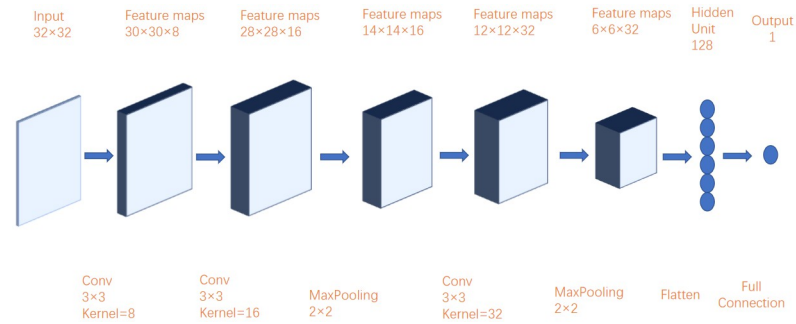 Input
32×32
Feature maps
30×30×8
Feature maps
28×28×16
Feature maps
14×14×16
Feature maps
12×12×32
Feature maps
6×6×32
Hidden
Unit
128
Output
1
Conv
3×3
Kernel=8
Conv
3×3
Kernel=16
MaxPooling
2×2
Conv
3×3
Kernel=32
MaxPooling
2×2
Flatten
Full
Connection